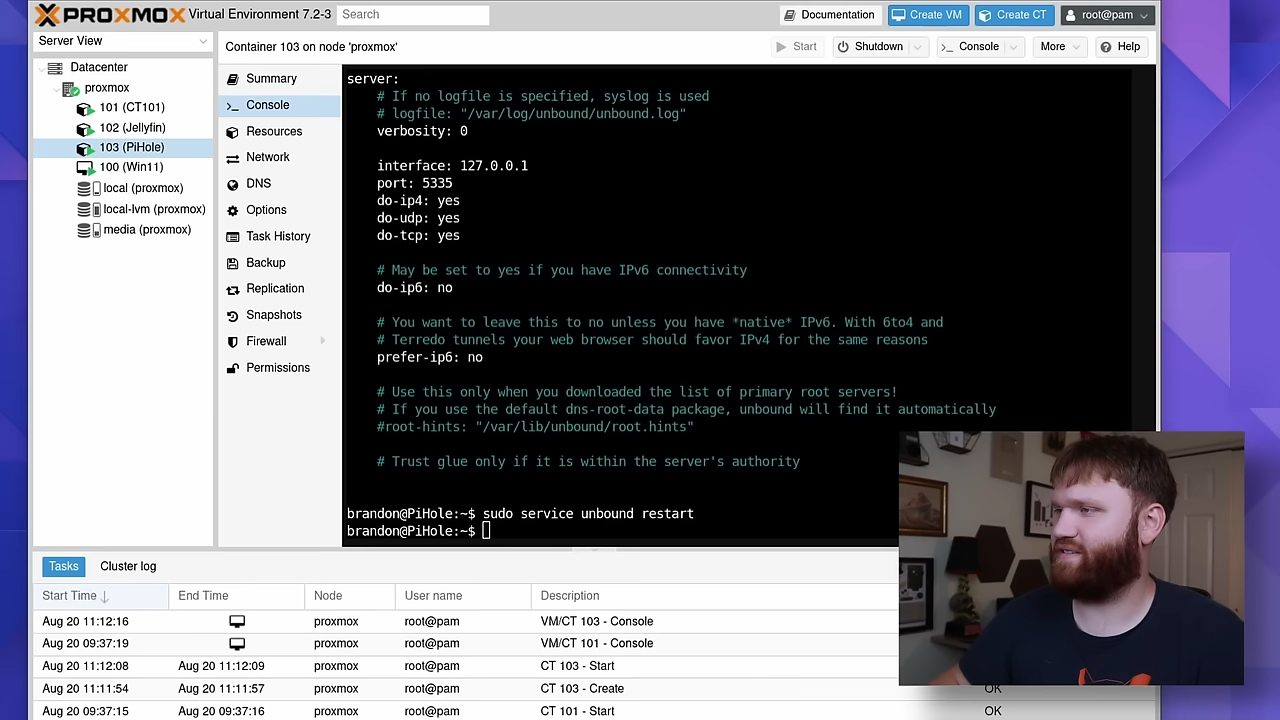 PROXMOX Virtual Environment 7.2-3 Search Documentation Create VM Create CT root@pam
Server View
Container 103 on node 'proxmox' Start Shutdown Console More Help
Datacenter
proxmox
101 (CT101)
102 (Jellyfin)
103 (PiHole)
100 (Win11)
local (proxmox)
local-lvm (proxmox)
media (proxmox)
Summary
Console
Resources
Network
DNS
Options
Task History
Backup
Replication
Snapshots
Firewall
Permissions
server:
# If no logfile is specified, syslog is used
# logfile: "/var/log/unbound/unbound.log"
verbosity: 0
interface: 127.0.0.1
port: 5335
do-ip4: yes
do-udp: yes
do-tcp: yes
# May be set to yes if you have IPv6 connectivity
do-ip6: no
# You want to leave this to no unless you have *native* IPv6. With 6to4 and
# Terredo tunnels your web browser should favor IPv4 for the same reasons
prefer-ip6: no
# Use this only when you downloaded the list of primary root servers!
# If you use the default dns-root-data package, unbound will find it automatically
#root-hints: "/var/lib/unbound/root.hints"
# Trust glue only if it is within the server's authority
brandon@PiHole:~$ sudo service unbound restart
brandon@PiHole:~$
Tasks Cluster log
Start Time End Time Node User name Description
Aug 20 11:12:16 proxmox root@pam VM/CT 103 - Console
Aug 20 09:37:19 proxmox root@pam VM/CT 101 - Console
Aug 20 11:12:08 Aug 20 11:12:09 proxmox root@pam CT 103 - Start
Aug 20 11:11:54 Aug 20 11:11:57 proxmox root@pam CT 103 - Create OK
Aug 20 09:37:15 Aug 20 09:37:16 proxmox root@pam CT 101 - Start OK